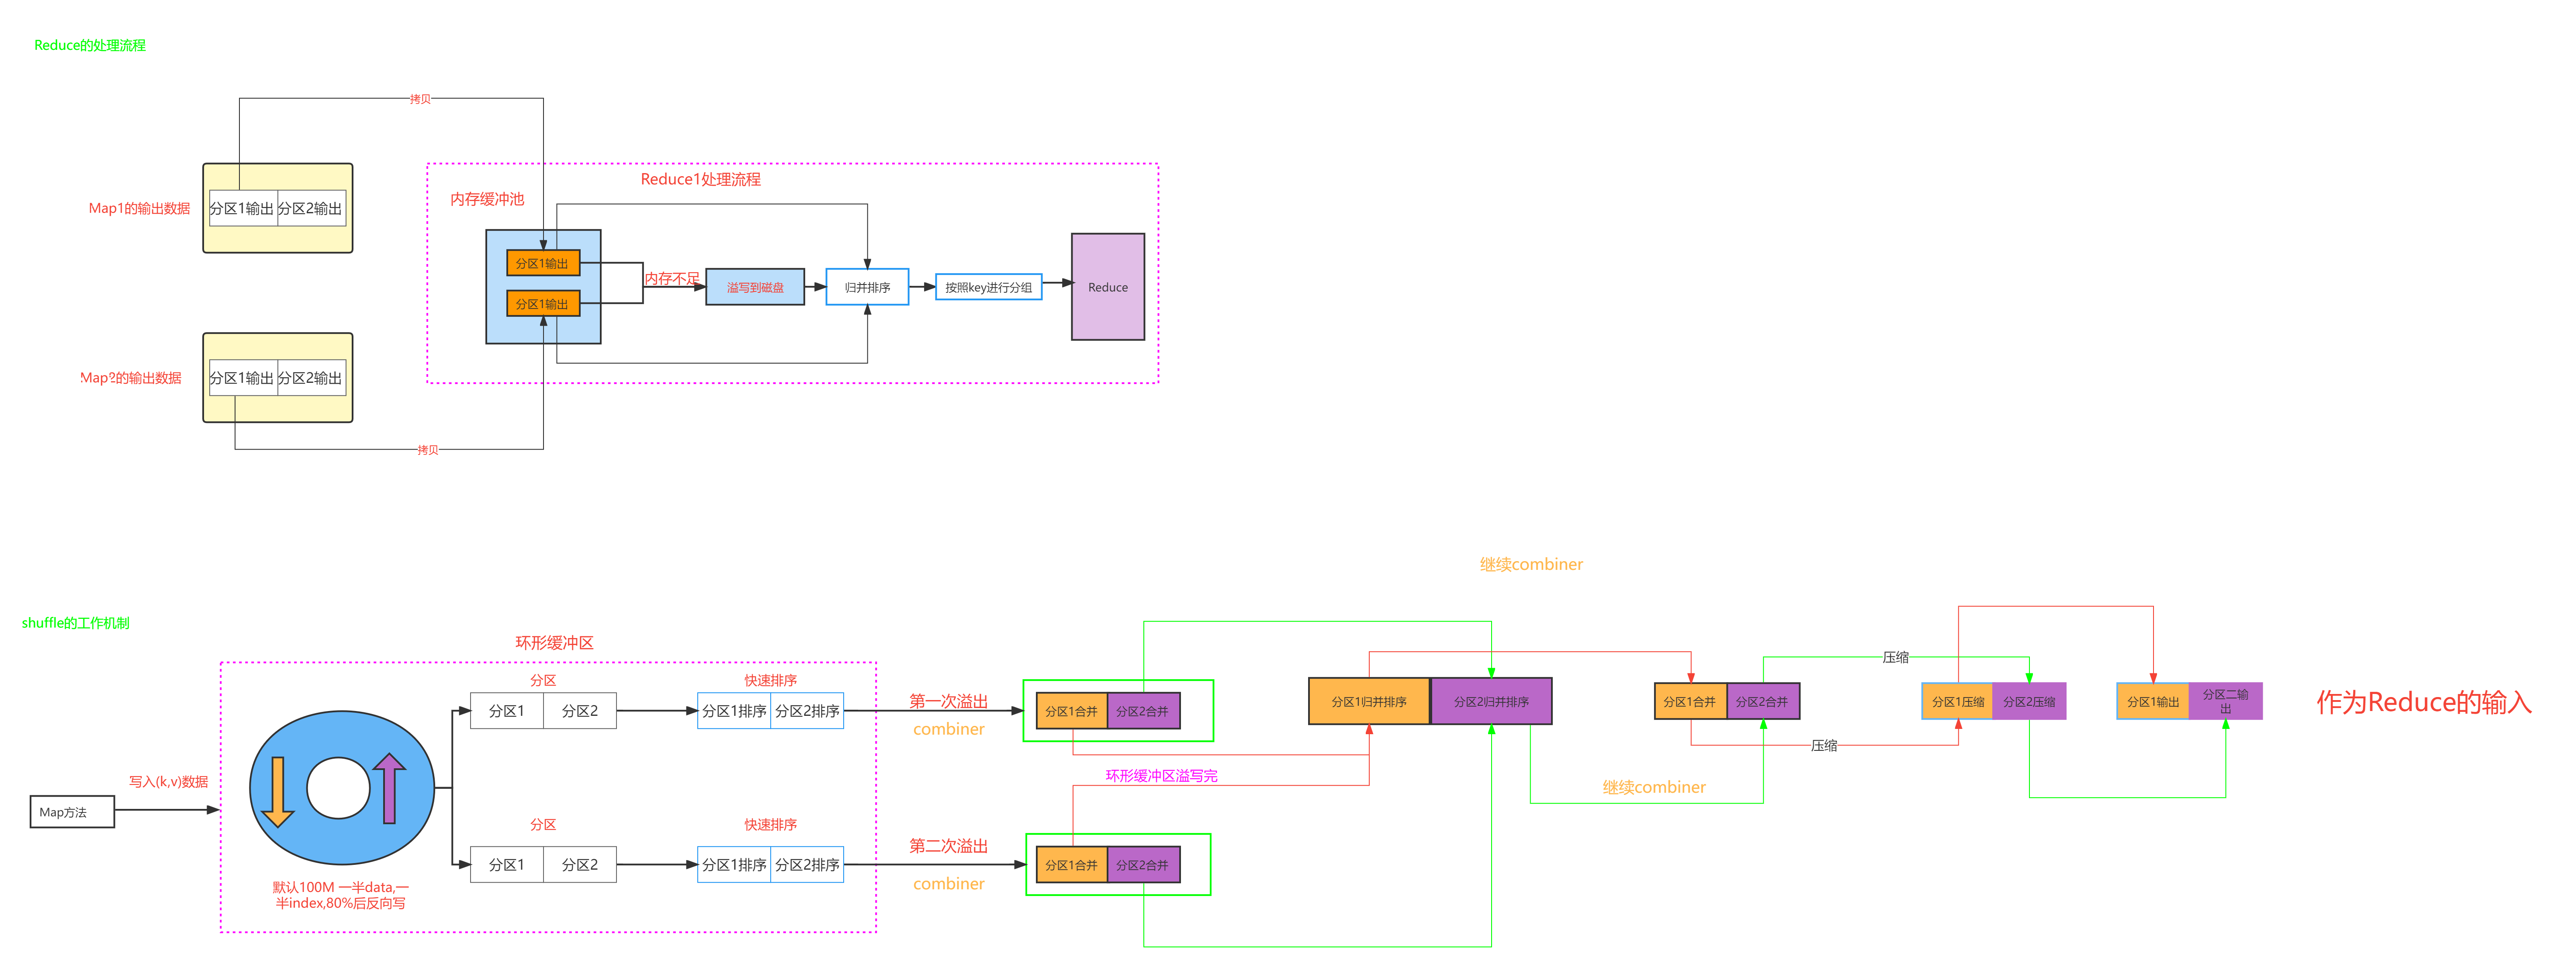 Reduce的处理流程
拷贝
Reduce1处理流程
内存缓冲池
Map1的输出数据
分区1输出
分区2输出
分区1输出
内存不足
溢写到磁盘
归并排序
按照key进行分组
Reduce
分区1输出
Map2的输出数据
分区1输出
分区2输出
拷贝
继续combiner
shuffle的工作机制
环形缓冲区
分区
快速排序
分区1
分区2
分区1排序
分区2排序
第一次溢出
combiner
分区1合并
分区2合并
分区1归并排序
分区2归并排序
分区1合并
分区2合并
压缩
分区1压缩
分区2压缩
分区1输出
分区二输
出
作为Reduce的输入
压缩
环形缓冲区溢写完
继续combiner
写入(k,v)数据
Map方法
分区
快速排序
分区1
分区2
分区1排序
分区2排序
第二次溢出
combiner
分区1合并
分区2合并
默认100M 一半data,一
半index,80%后反向写